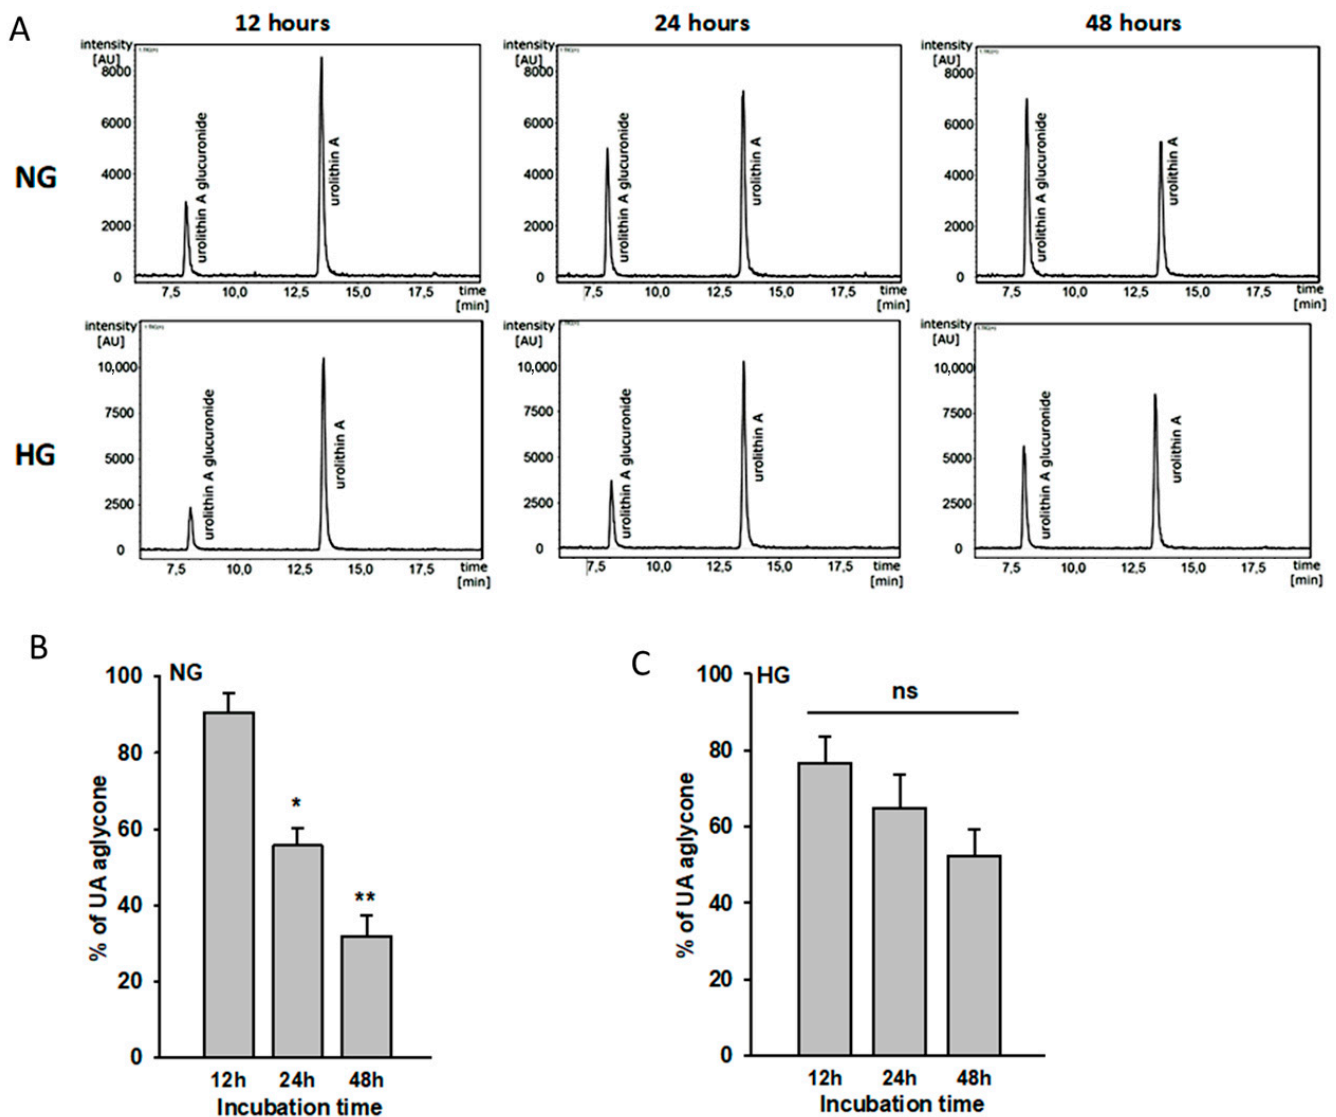 A
12 hours
24 hours
48 hours
NG
intensity
[AU]
8000
6000
4000
2000
0
urolithin A glucuronide
urolithin A
7,5 10,0 12,5 15,0 17,5 time
[min]
intensity
[AU]
8000
6000
4000
2000
0
urolithin A glucuronide
urolithin A
7,5 10,0 12,5 15,0 17,5 time
[min]
intensity
[AU]
8000
6000
4000
2000
0
urolithin A glucuronide
urolithin A
7,5 10,0 12,5 15,0 17,5 time
[min]
HG
intensity
[AU]
10,000
7500
5000
2500
0
urolithin A glucuronide
urolithin A
7,5 10,0 12,5 15,0 17,5 time
[min]
intensity
[AU]
10,000
7500
5000
2500
0
urolithin A glucuronide
urolithin A
7,5 10,0 12,5 15,0 17,5 time
[min]
intensity
[AU]
10,000
7500
5000
2500
0
urolithin A glucuronide
urolithin A
7,5 10,0 12,5 15,0 17,5 time
[min]
B
NG
% of UA aglycone
100
80
60
40
20
0
*
**
12h 24h 48h
Incubation time
C
HG
ns
% of UA aglycone
100
80
60
40
20
0
12h 24h 48h
Incubation time